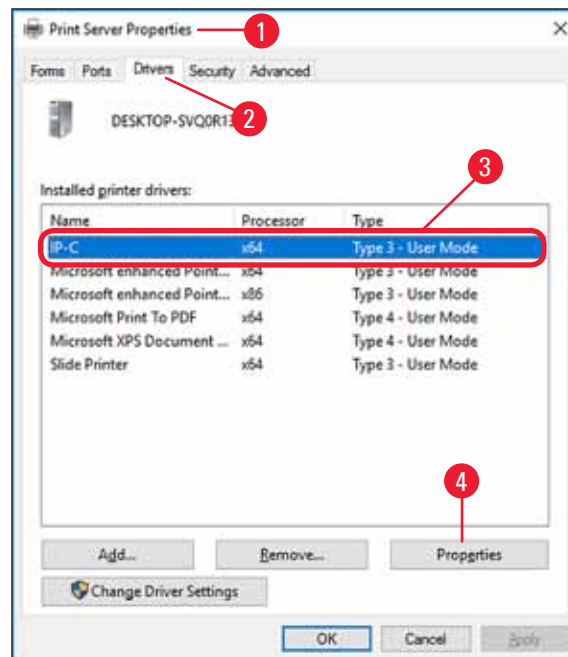 Print Server Properties
1
Forms Ports Drivers Security Advanced
2
DESKTOP-SVQ0R13
3
Installed printer drivers:
Name Processor Type
IP-C x64 Type 3 - User Mode
Microsoft enhanced Point... x64 Type 3 - User Mode
Microsoft enhanced Point... x86 Type 3 - User Mode
Microsoft Print To PDF x64 Type 4 - User Mode
Microsoft XPS Document ... x64 Type 4 - User Mode
Slide Printer x64 Type 3 - User Mode
4
Add... Remove... Properties
Change Driver Settings
OK Cancel Apply